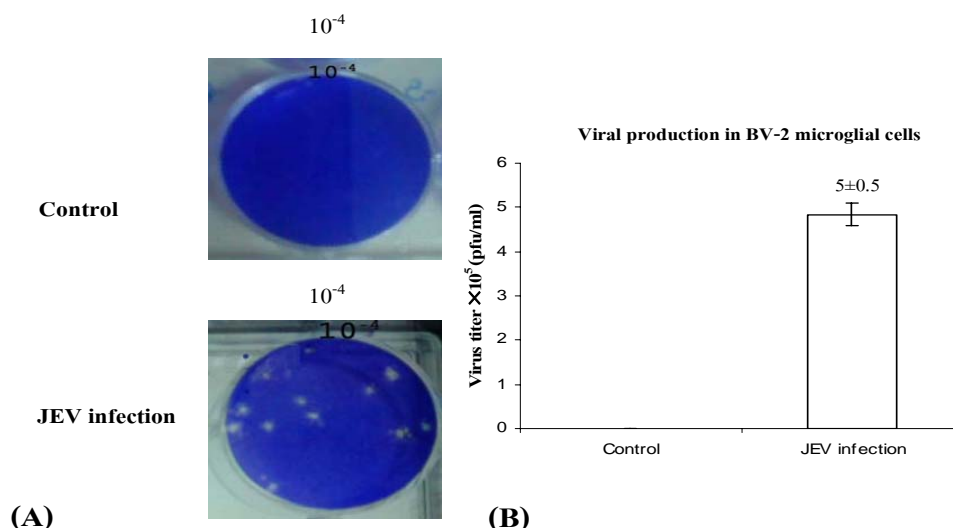 10⁻⁴
10⁻⁴
Control
10⁻⁴
10⁻⁴
JEV infection
(A)
Viral production in BV-2 microglial cells
Virus titer ×10⁵ (pfu/ml)
6
5
4
3
2
1
0
5±0.5
Control
JEV infection
(B)